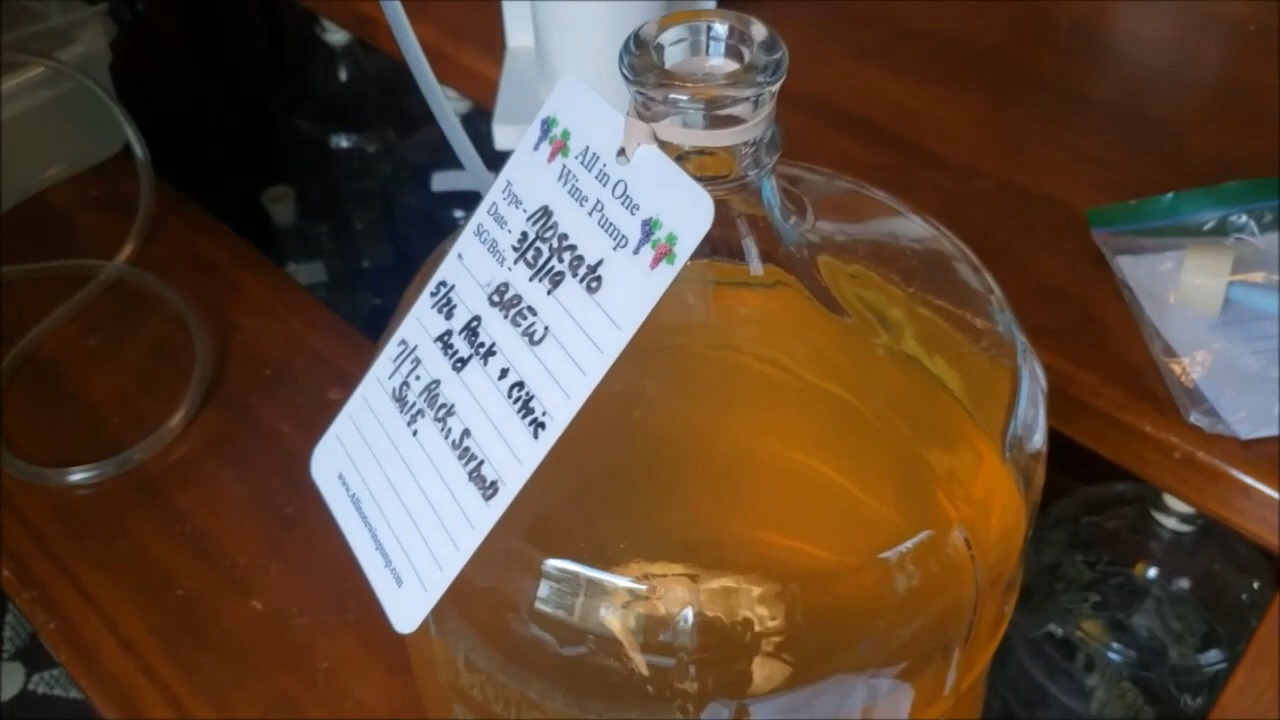 All in One
Wine Pump
Type - Moscato
Date - 3/3/19
SG/Brix -
BREW
5/26 Rack + Citric
Acid
7/7 - Rack, Sorbate
Sulf.
www.Allinonewinepump.com